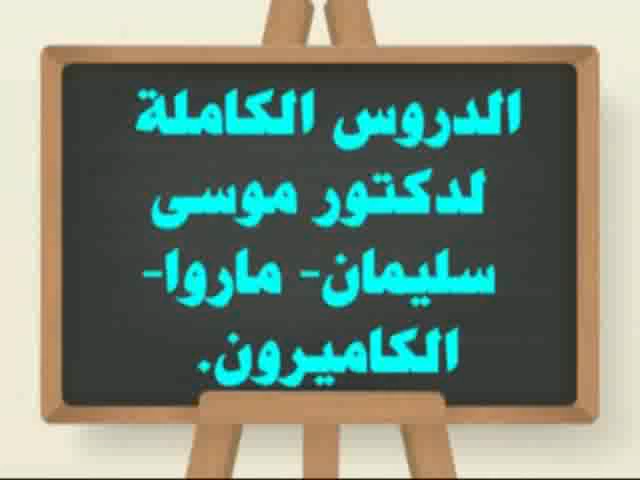 الدروس الكاملة
لدكتور موسى
سليمان- ماروا-
الكاميرون.